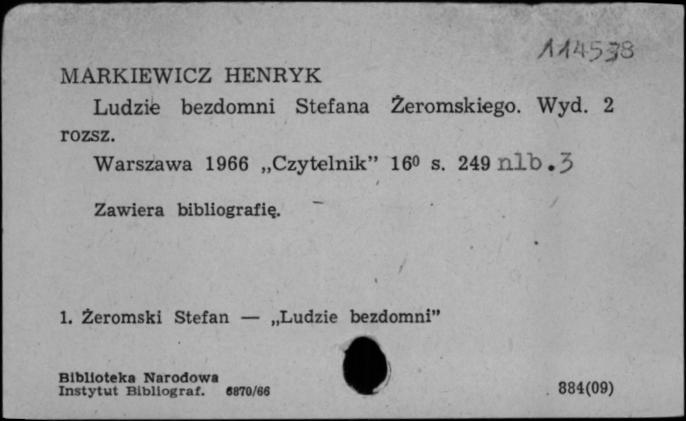 114538
MARKIEWICZ HENRYK
Ludzie bezdomni Stefana Żeromskiego. Wyd. 2
rozsz.
Warszawa 1966 „Czytelnik” 16⁰ s. 249 nlb.3
Zawiera bibliografię.
1. Żeromski Stefan — „Ludzie bezdomni”
Biblioteka Narodowa
Instytut Bibliograf. 6870/66
884(09)